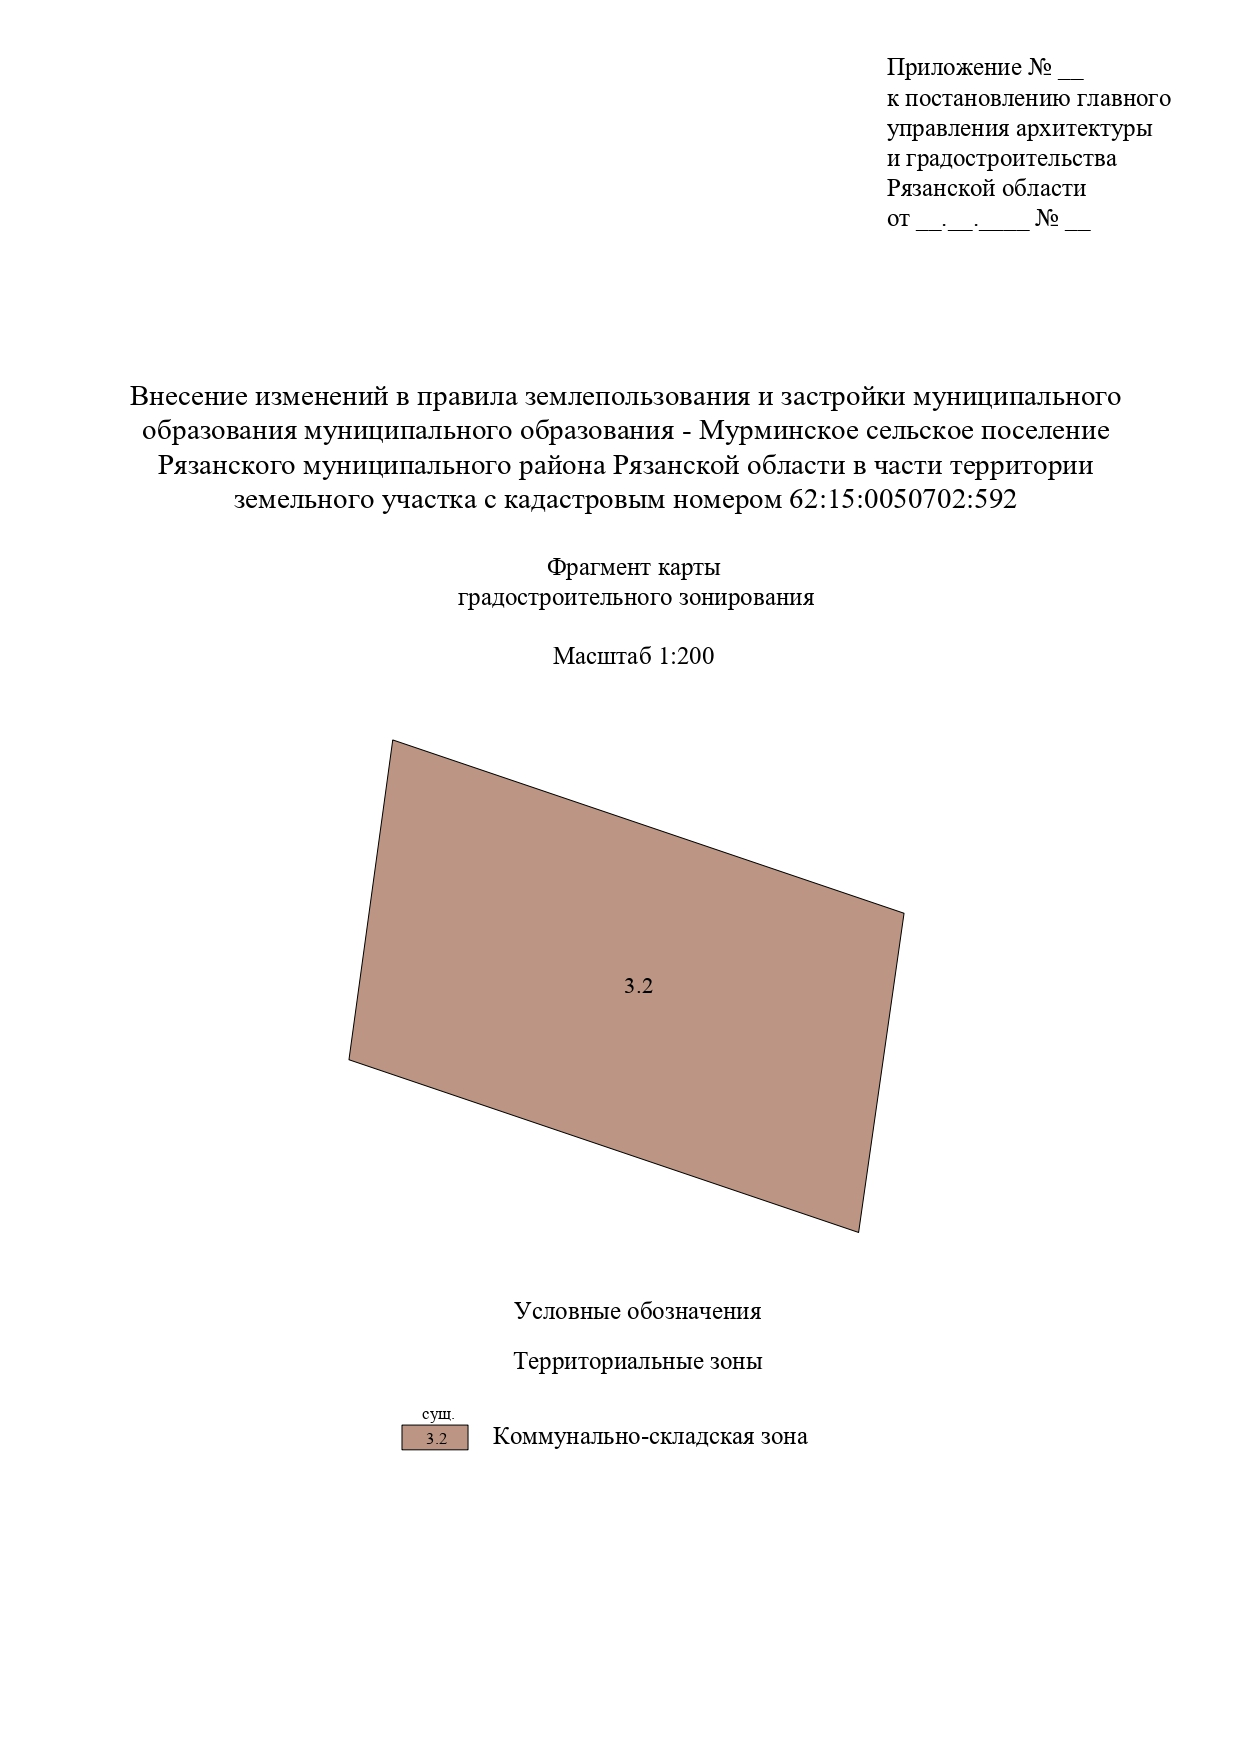 Приложение № __
к постановлению главного
управления архитектуры
и градостроительства
Рязанской области
от __.__.____ № __
Внесение изменений в правила землепользования и застройки муниципального
образования муниципального образования - Мурминское сельское поселение
Рязанского муниципального района Рязанской области в части территории
земельного участка с кадастровым номером 62:15:0050702:592
Фрагмент карты
градостроительного зонирования
Масштаб 1:200
3.2
Условные обозначения
Территориальные зоны
сущ.
3.2 Коммунально-складская зона